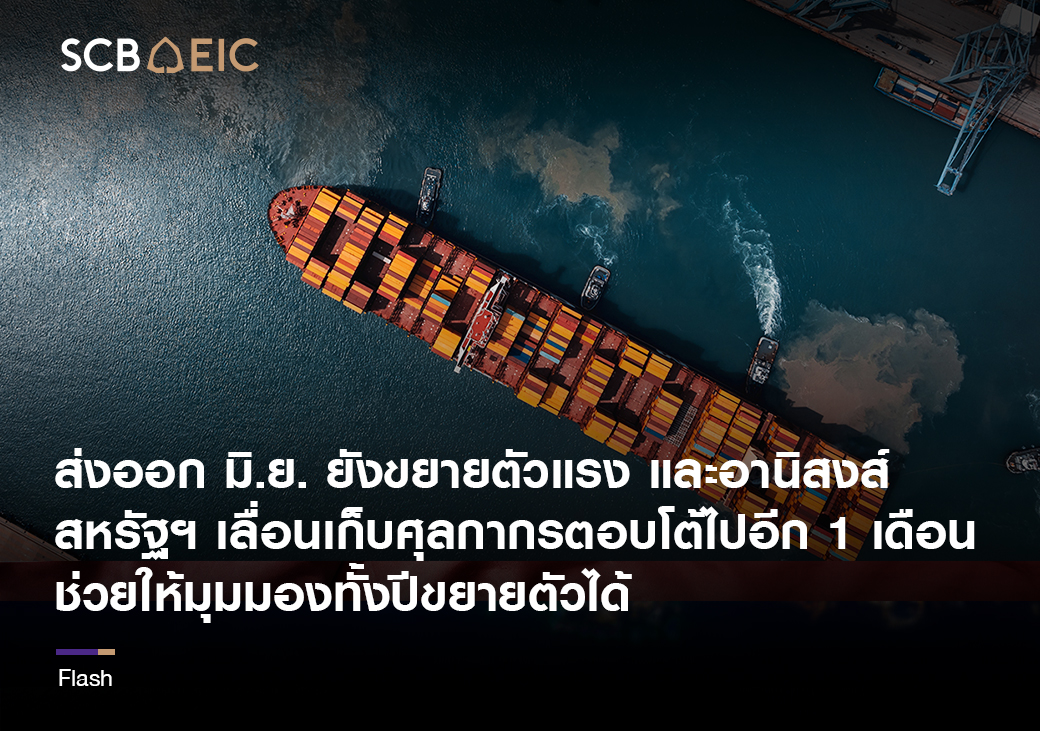 SCB EIC
ส่งออก มิ.ย. ยังขยายตัวแรง และอานิสงส์
สหรัฐฯ เลื่อนเก็บศุลกากรตอบโต้ไปอีก 1 เดือน
ช่วยให้มุมมองทั้งปีขยายตัวได้
Flash